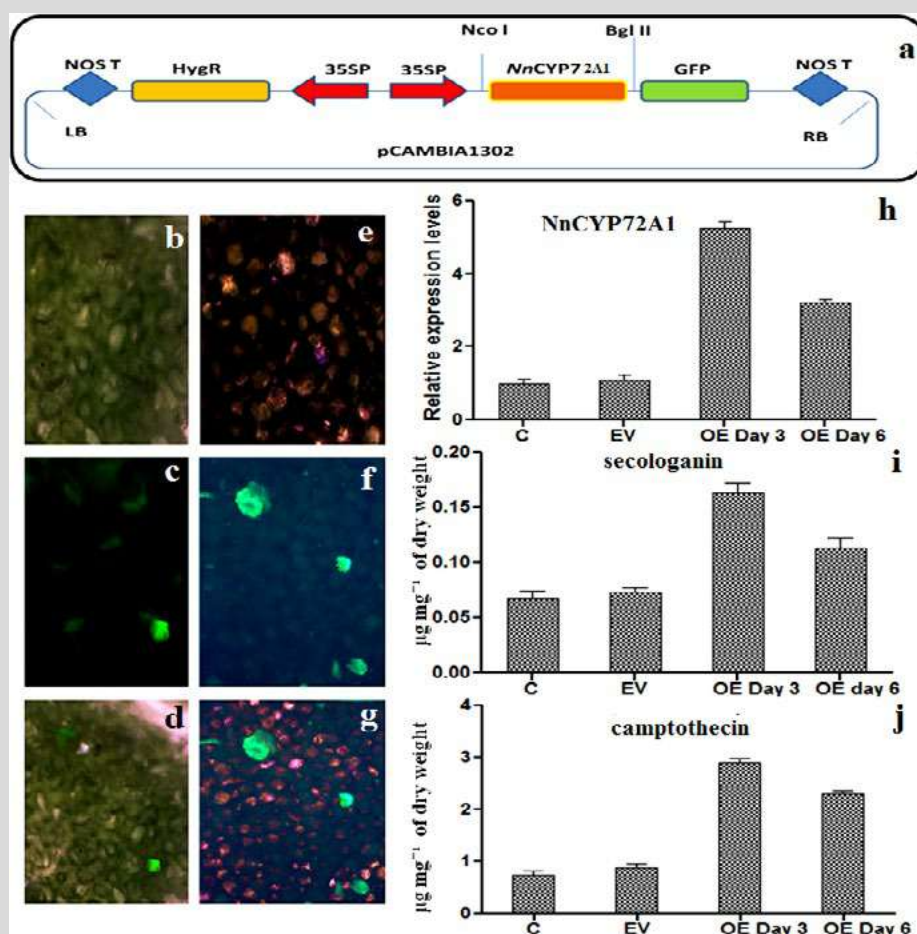 a
Nco I
Bgl II
NOS T
HygR
35SP
35SP
NnCYP7 2A1
GFP
NOS T
LB
RB
pCAMBIA1302
b
e
c
f
d
g
h
NnCYP72A1
Relative expression levels
6
4
2
0
C
EV
OE Day 3
OE Day 6
i
secologanin
µg mg⁻¹ of dry weight
0.20
0.15
0.10
0.05
0.00
C
EV
OE Day 3
OE day 6
j
camptothecin
µg mg⁻¹ of dry weight
4
3
2
1
0
C
EV
OE Day 3
OE Day 6